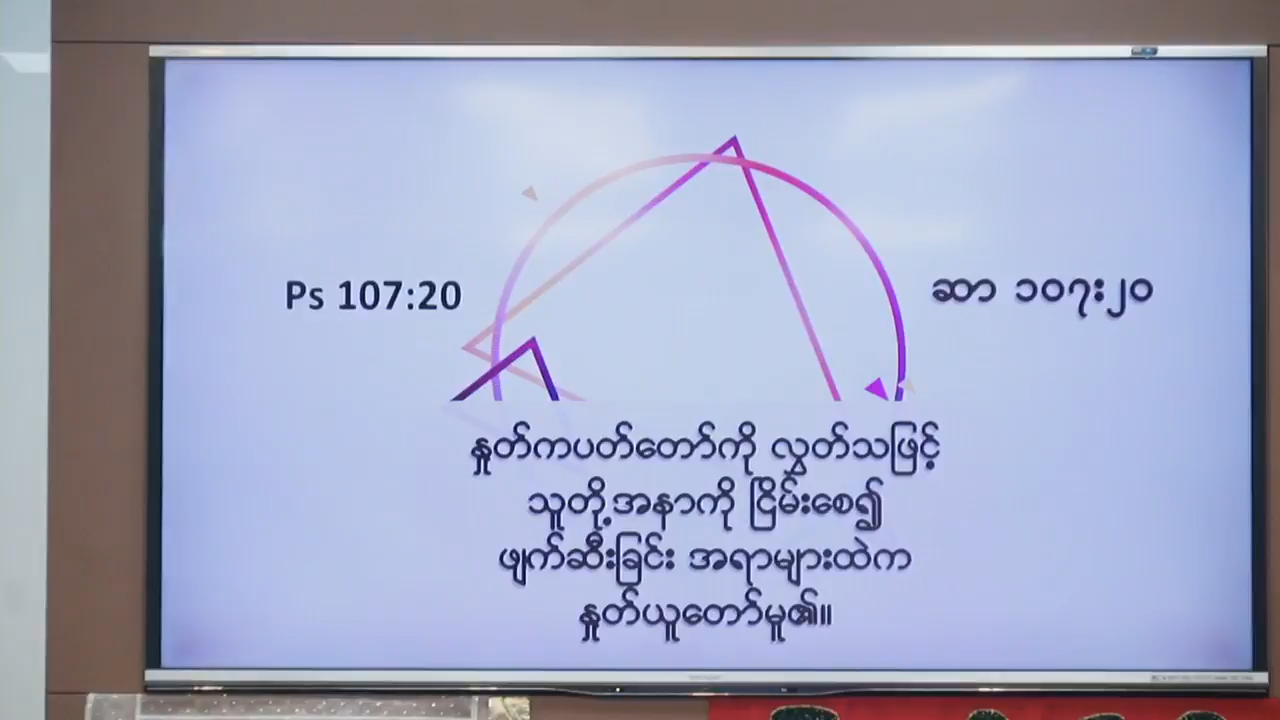 Ps 107:20
ဆာ ၁၀၇း၂၀
နှုတ်ကပတ်တော်ကို လွှတ်သဖြင့်
သူတို့အနာကို ငြိမ်းစေ၍
ဖျက်ဆီးခြင်း အရာများထဲက
နှုတ်ယူတော်မူ၏။